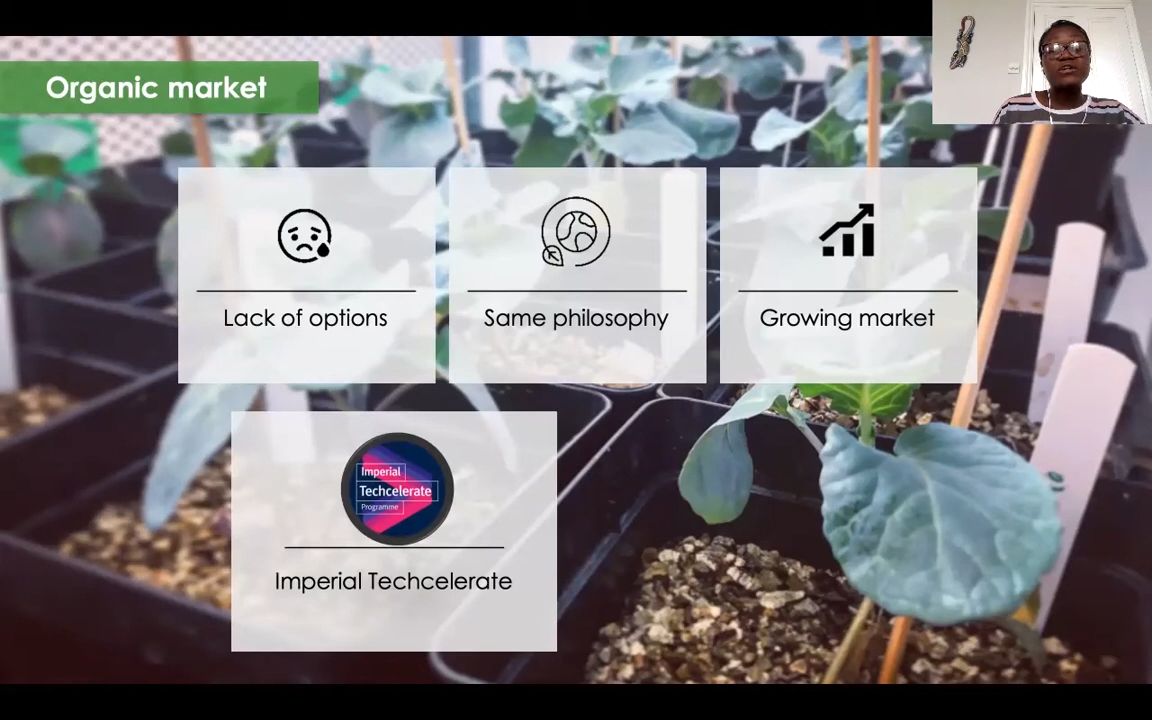 Organic market
Lack of options
Same philosophy
Growing market
Imperial
Techcelerate
Programme
Imperial Techcelerate